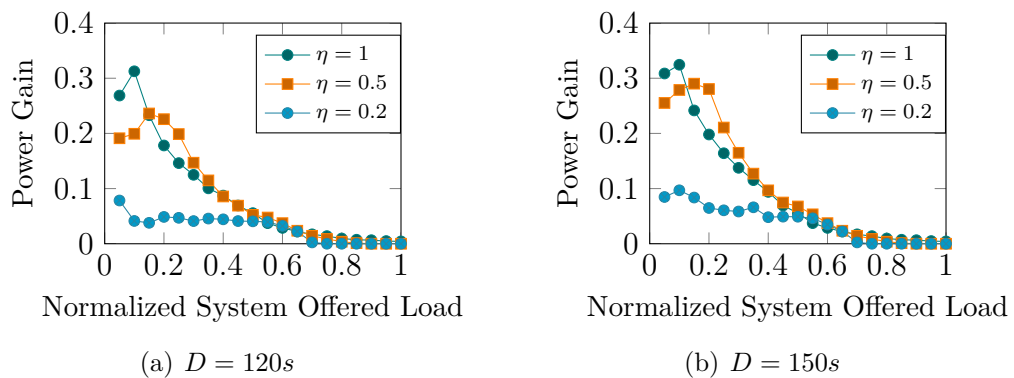 0.4
0.3
0.2
0.1
0
0 0.2 0.4 0.6 0.8 1
Power Gain
Normalized System Offered Load
η = 1
η = 0.5
η = 0.2
(a) D = 120s
0.4
0.3
0.2
0.1
0
0 0.2 0.4 0.6 0.8 1
Power Gain
Normalized System Offered Load
η = 1
η = 0.5
η = 0.2
(b) D = 150s